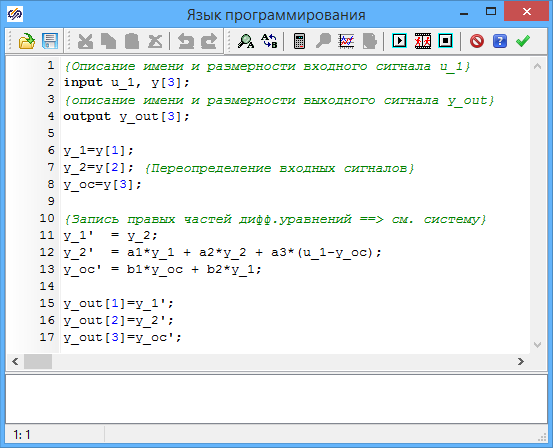 Язык программирования
1 {Описание имени и размерности входного сигнала u_1}
2 input u_1, y[3];
3 {описание имени и размерности выходного сигнала y_out}
4 output y_out[3];
5
6 y_1=y[1];
7 y_2=y[2]; {Переопределение входных сигналов}
8 y_oc=y[3];
9
10 {Запись правых частей дифф.уравнений ==> см. систему}
11 y_1' = y_2;
12 y_2' = a1*y_1 + a2*y_2 + a3*(u_1-y_oc);
13 y_oc' = b1*y_oc + b2*y_1;
14
15 y_out[1]=y_1';
16 y_out[2]=y_2';
17 y_out[3]=y_oc';
1: 1